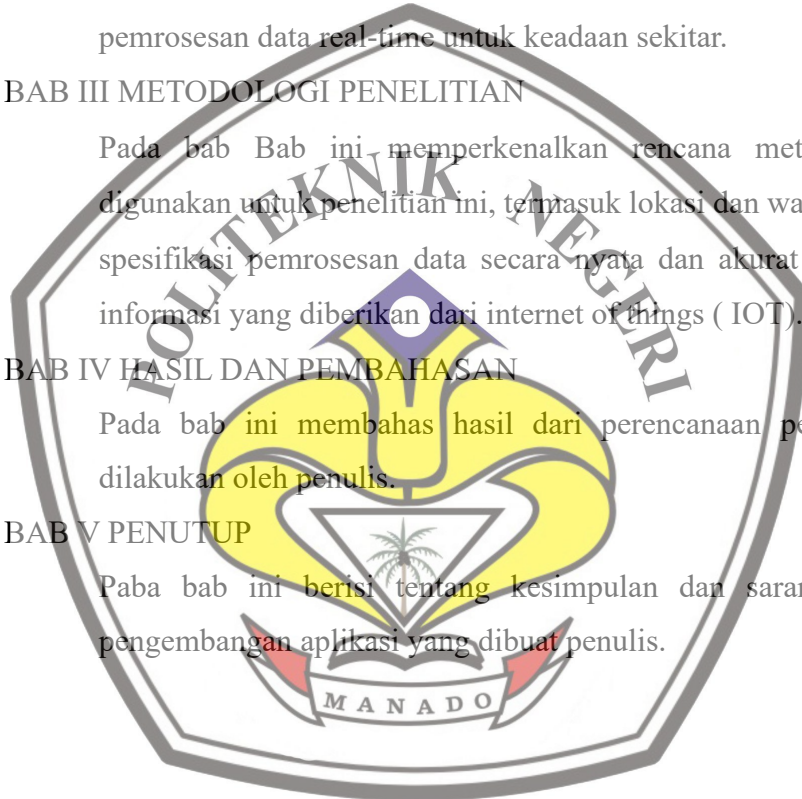 pemrosesan data real-time untuk keadaan sekitar.
BAB III METODOLOGI PENELITIAN
Pada bab Bab ini memperkenalkan rencana met
digunakan untuk penelitian ini, termasuk lokasi dan wa
spesifikasi pemrosesan data secara nyata dan akurat
informasi yang diberikan dari internet of things ( IOT).
BAB IV HASIL DAN PEMBAHASAN
Pada bab ini membahas hasil dari perencanaan pe
dilakukan oleh penulis.
BAB V PENUTUP
Paba bab ini berisi tentang kesimpulan dan saran
pengembangan aplikasi yang dibuat penulis.
POLITEKNIK NEGERI
MANADO